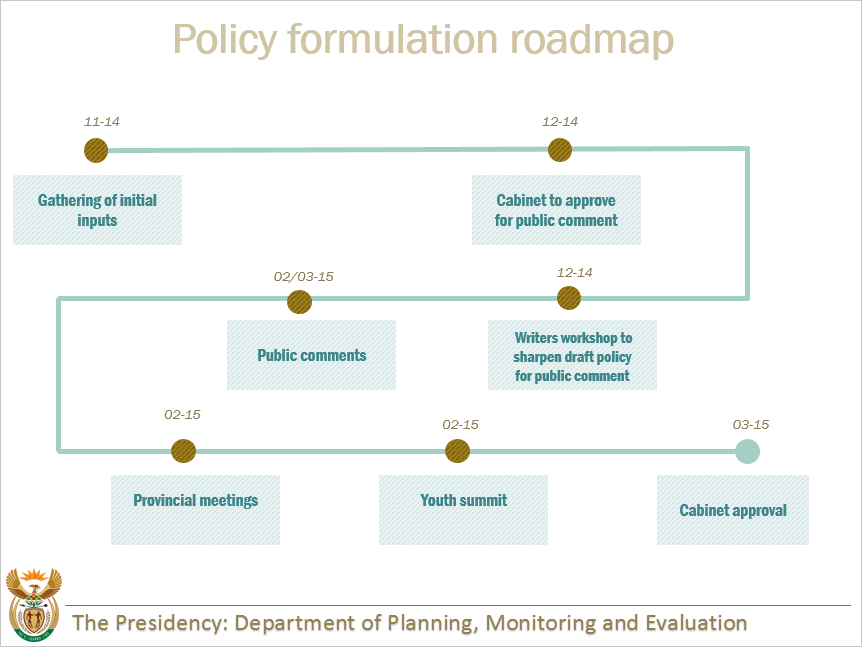 Policy formulation roadmap
11-14
12-14
Gathering of initial
inputs
Cabinet to approve
for public comment
02/03-15
12-14
Public comments
Writers workshop to
sharpen draft policy
for public comment
02-15
02-15
03-15
Provincial meetings
Youth summit
Cabinet approval
The Presidency: Department of Planning, Monitoring and Evaluation